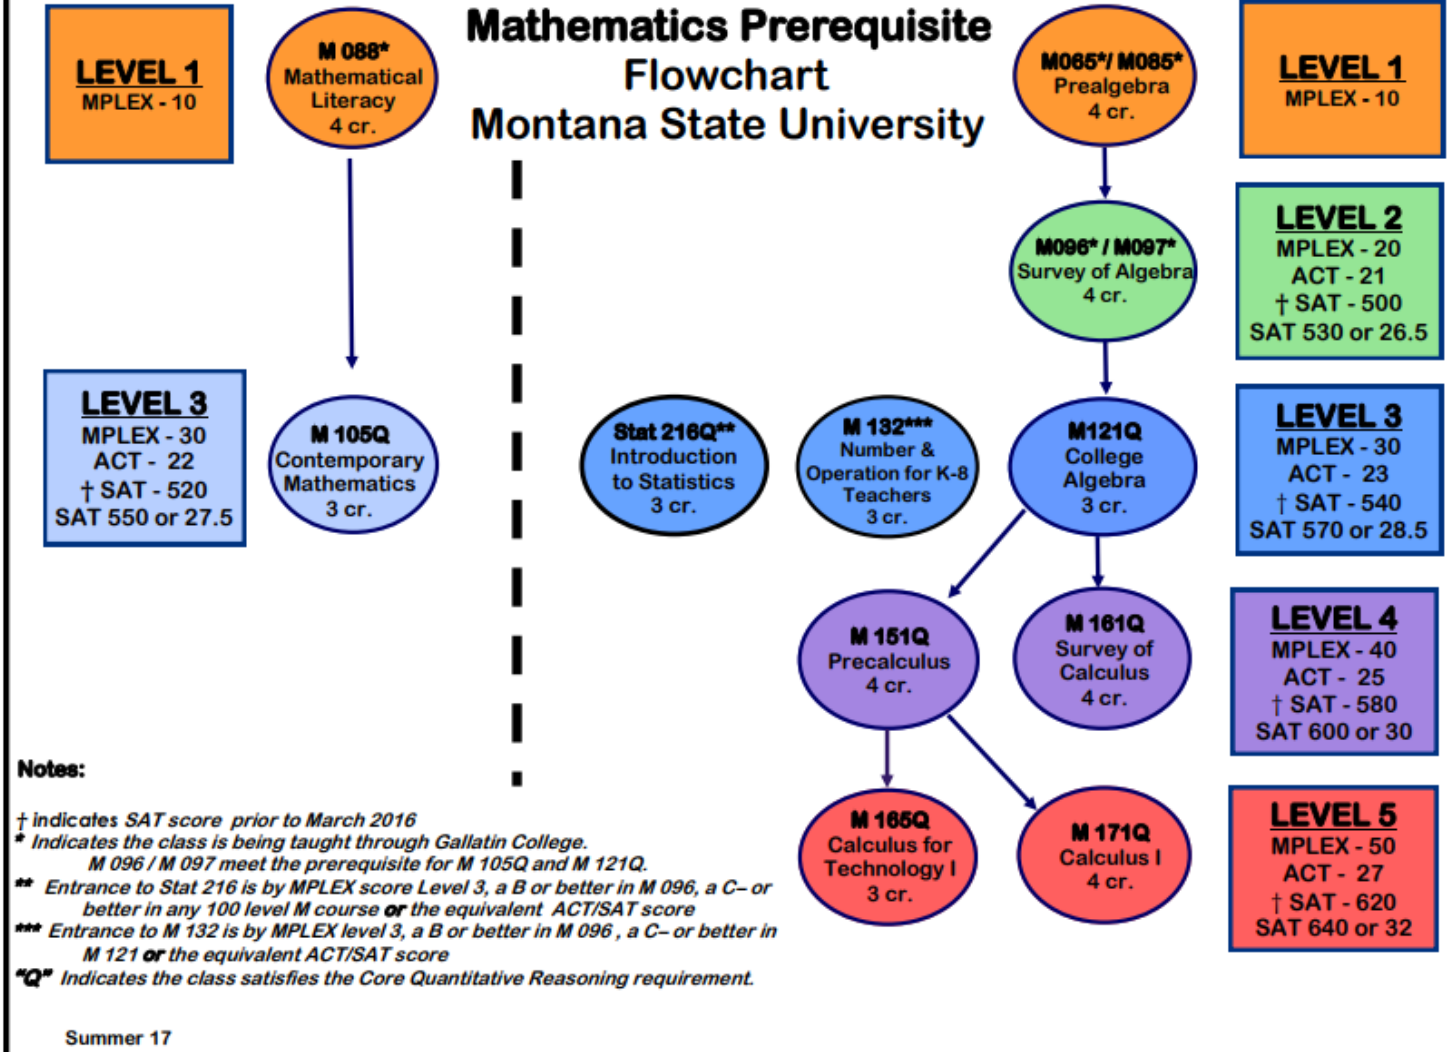 Mathematics Prerequisite
Flowchart
Montana State University
LEVEL 1
MPLEX - 10
M 088*
Mathematical
Literacy
4 cr.
M065*/ M085*
Prealgebra
4 cr.
LEVEL 1
MPLEX - 10
M096* / M097*
Survey of Algebra
4 cr.
LEVEL 2
MPLEX - 20
ACT - 21
† SAT - 500
SAT 530 or 26.5
LEVEL 3
MPLEX - 30
ACT - 22
† SAT - 520
SAT 550 or 27.5
M 105Q
Contemporary
Mathematics
3 cr.
Stat 216Q**
Introduction
to Statistics
3 cr.
M 132***
Number &
Operation for K-8
Teachers
3 cr.
M121Q
College
Algebra
3 cr.
LEVEL 3
MPLEX - 30
ACT - 23
† SAT - 540
SAT 570 or 28.5
M 151Q
Precalculus
4 cr.
M 161Q
Survey of
Calculus
4 cr.
LEVEL 4
MPLEX - 40
ACT - 25
† SAT - 580
SAT 600 or 30
M 165Q
Calculus for
Technology I
3 cr.
M 171Q
Calculus I
4 cr.
LEVEL 5
MPLEX - 50
ACT - 27
† SAT - 620
SAT 640 or 32
Notes:
† indicates SAT score prior to March 2016
* Indicates the class is being taught through Gallatin College.
M 096 / M 097 meet the prerequisite for M 105Q and M 121Q.
** Entrance to Stat 216 is by MPLEX score Level 3, a B or better in M 096, a C– or
better in any 100 level M course or the equivalent ACT/SAT score
*** Entrance to M 132 is by MPLEX level 3, a B or better in M 096 , a C– or better in
M 121 or the equivalent ACT/SAT score
"Q" Indicates the class satisfies the Core Quantitative Reasoning requirement.
Summer 17